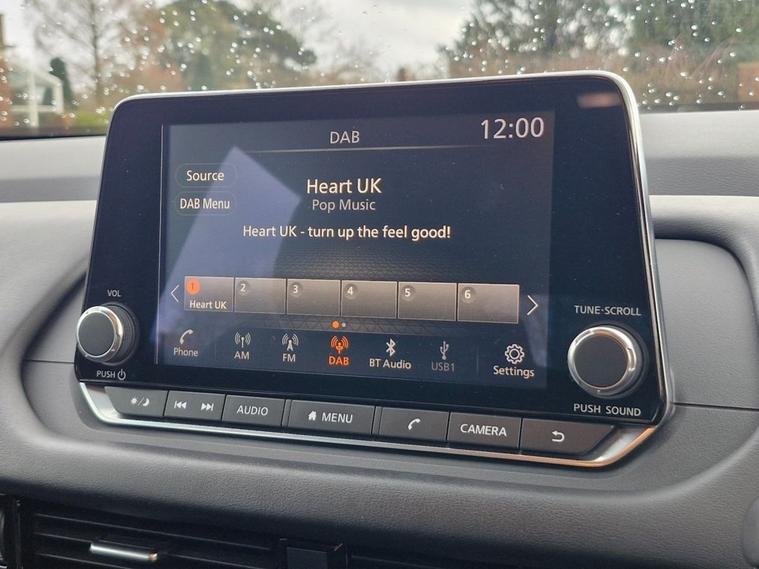 DAB
12:00
Source
Heart UK
Pop Music
DAB Menu
Heart UK - turn up the feel good!
1 2 3 4 5 6
Heart UK
VOL
TUNE·SCROLL
Phone
AM
FM
DAB
BT Audio
USB1
Settings
PUSH
PUSH SOUND
AUDIO
MENU
CAMERA